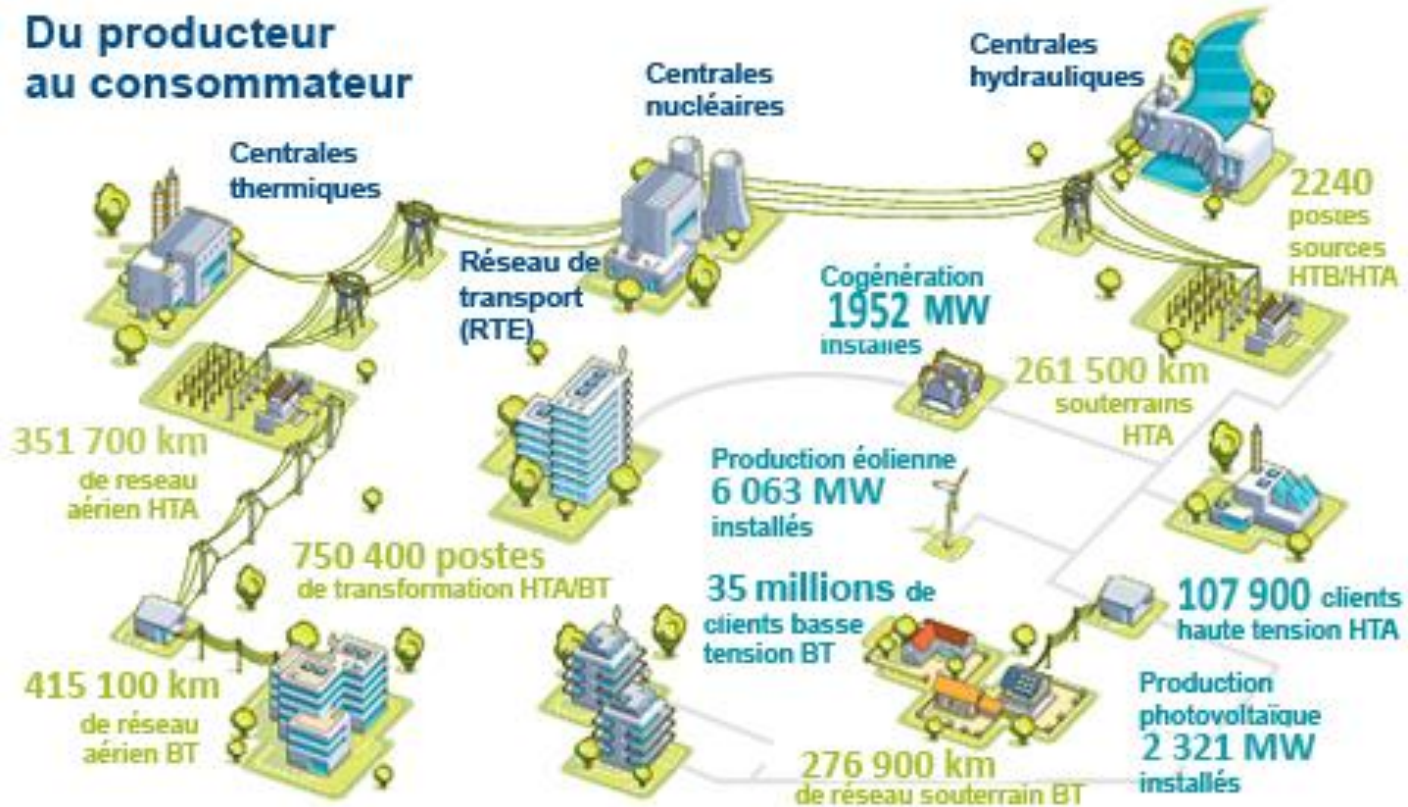 Du producteur
au consommateur
Centrales
thermiques
Centrales
nucléaires
Centrales
hydrauliques
2240
postes
sources
HTB/HTA
Réseau de
transport
(RTE)
Cogénération
1952 MW
installés
261 500 km
souterrains
HTA
351 700 km
de reseau
aérien HTA
Production éolienne
6 063 MW
installés
750 400 postes
de transformation HTA/BT
35 millions de
clients basse
tension BT
107 900 clients
haute tension HTA
415 100 km
de réseau
aérien BT
Production
photovoltaïque
2 321 MW
installés
276 900 km
de réseau souterrain BT